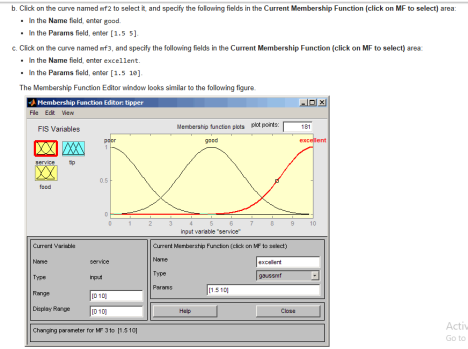 b. Click on the curve named mf2 to select it, and specify the following fields in the Current Membership Function (click on MF to select) area:
• In the Name field, enter good.
• In the Params field, enter [1.5 5].
c. Click on the curve named mf3, and specify the following fields in the Current Membership Function (click on MF to select) area:
• In the Name field, enter excellent.
• In the Params field, enter [1.5 10].
The Membership Function Editor window looks similar to the following figure.
Membership Function Editor: tipper
File Edit View
FIS Variables
Membership function plots plot points: 181
poor good excellent
service tip
food
1
0.5
0
0 1 2 3 4 5 6 7 8 9 10
input variable "service"
Current Variable
Name service
Type input
Range [0 10]
Display Range [0 10]
Current Membership Function (click on MF to select)
Name excellent
Type gaussmf
Params [1.5 10]
Help Close
Changing parameter for MF 3 to [1.5 10]
Activ
Go to